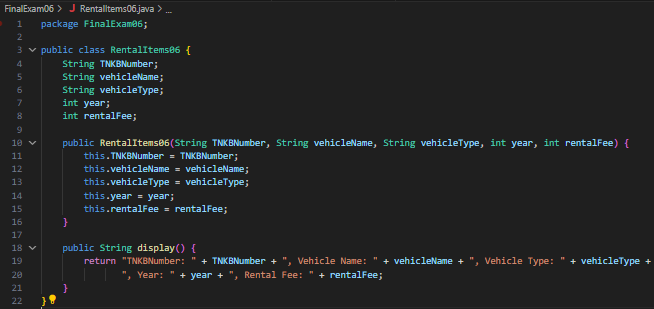 FinalExam06 > J RentalItems06.java > ...
1 package FinalExam06;
2
3 public class RentalItems06 {
4 String TNKBNumber;
5 String vehicleName;
6 String vehicleType;
7 int year;
8 int rentalFee;
9
10 public RentalItems06(String TNKBNumber, String vehicleName, String vehicleType, int year, int rentalFee) {
11 this.TNKBNumber = TNKBNumber;
12 this.vehicleName = vehicleName;
13 this.vehicleType = vehicleType;
14 this.year = year;
15 this.rentalFee = rentalFee;
16 }
17
18 public String display() {
19 return "TNKBNumber: " + TNKBNumber + ", Vehicle Name: " + vehicleName + ", Vehicle Type: " + vehicleType +
20 ", Year: " + year + ", Rental Fee: " + rentalFee;
21 }
22 }